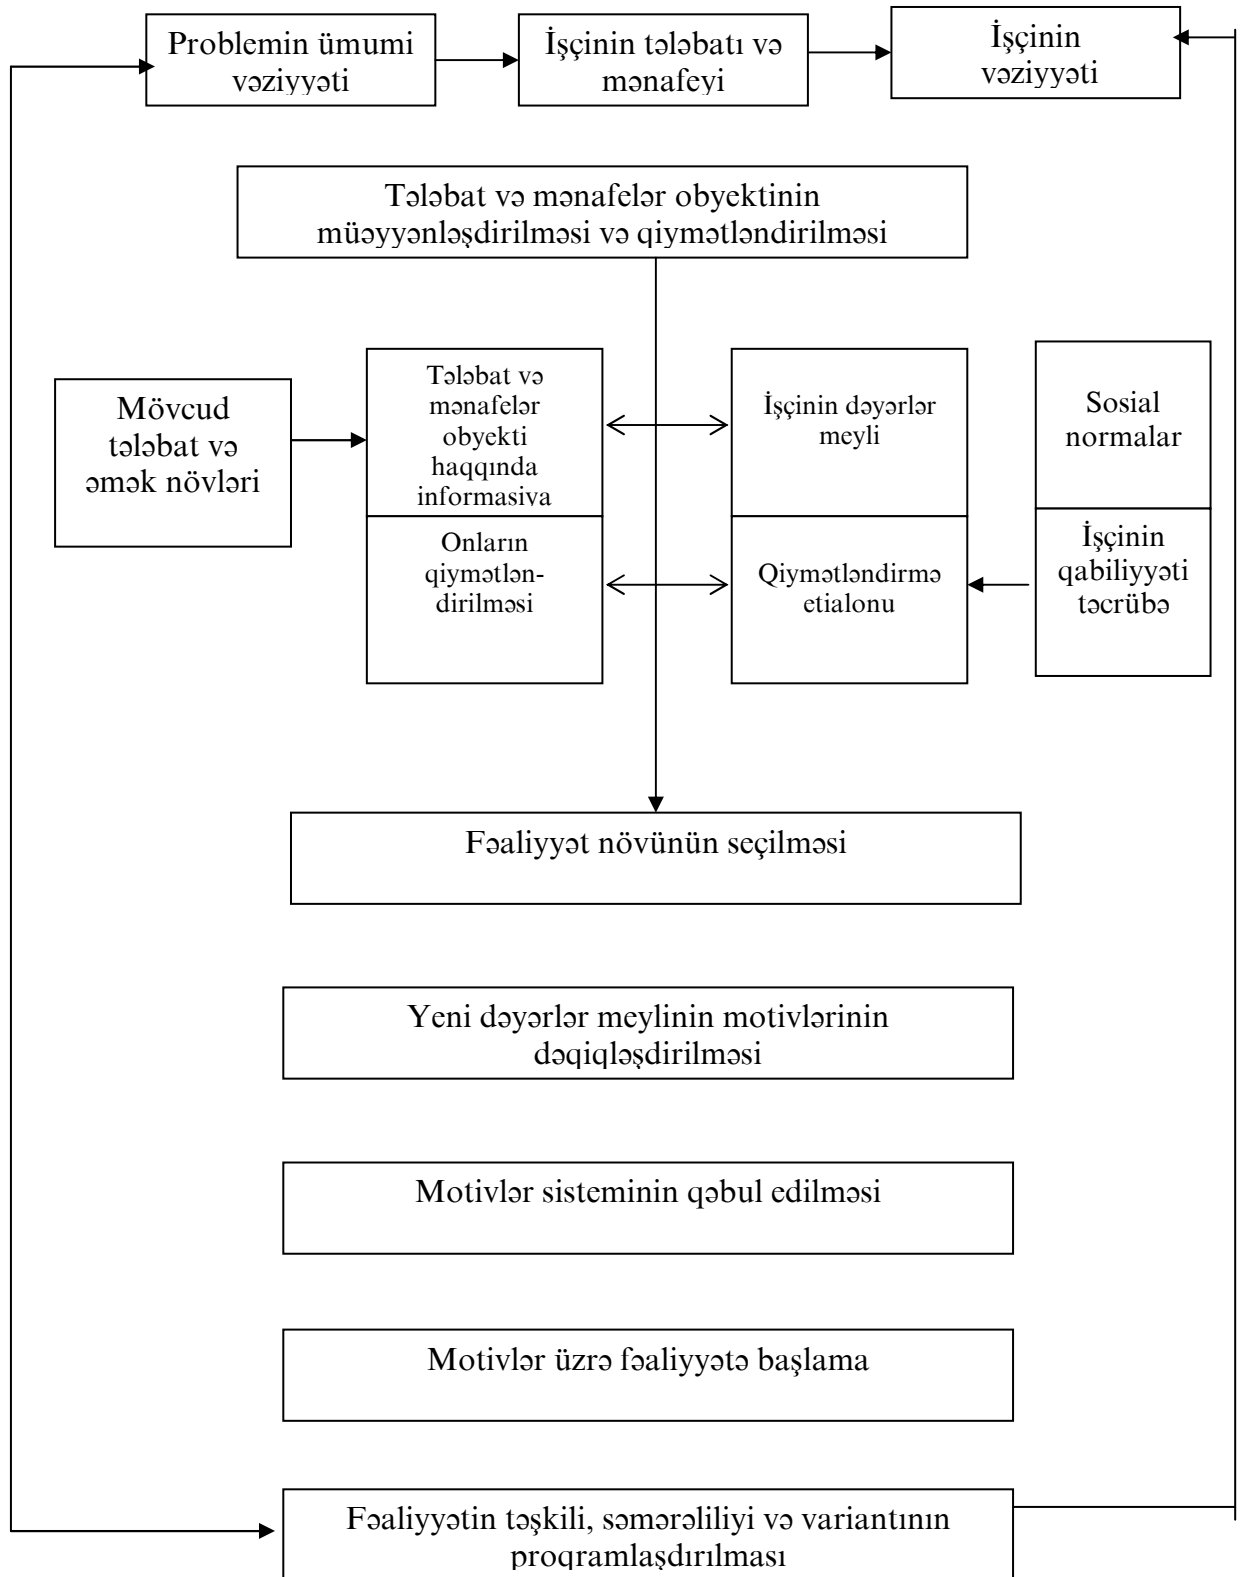 Problemin ümumi
vəziyyəti
İşçinin tələbatı və
mənafeyi
İşçinin
vəziyyəti
Tələbat və mənafelər obyektinin
müəyyənləşdirilməsi və qiymətləndirilməsi
Mövcud
tələbat və
əmək növləri
Tələbat və
mənafelər
obyekti
haqqında
informasiya
İşçinin dəyərlər
meyli
Sosial
normalar
Onların
qiymətlən-
dirilməsi
Qiymətləndirmə
etialonu
İşçinin
qabiliyyəti
təcrübə
Fəaliyyət növünün seçilməsi
Yeni dəyərlər meylinin motivlərinin
dəqiqləşdirilməsi
Motivlər sisteminin qəbul edilməsi
Motivlər üzrə fəaliyyətə başlama
Fəaliyyətin təşkili, səmərəliliyi və variantının
proqramlaşdırılması